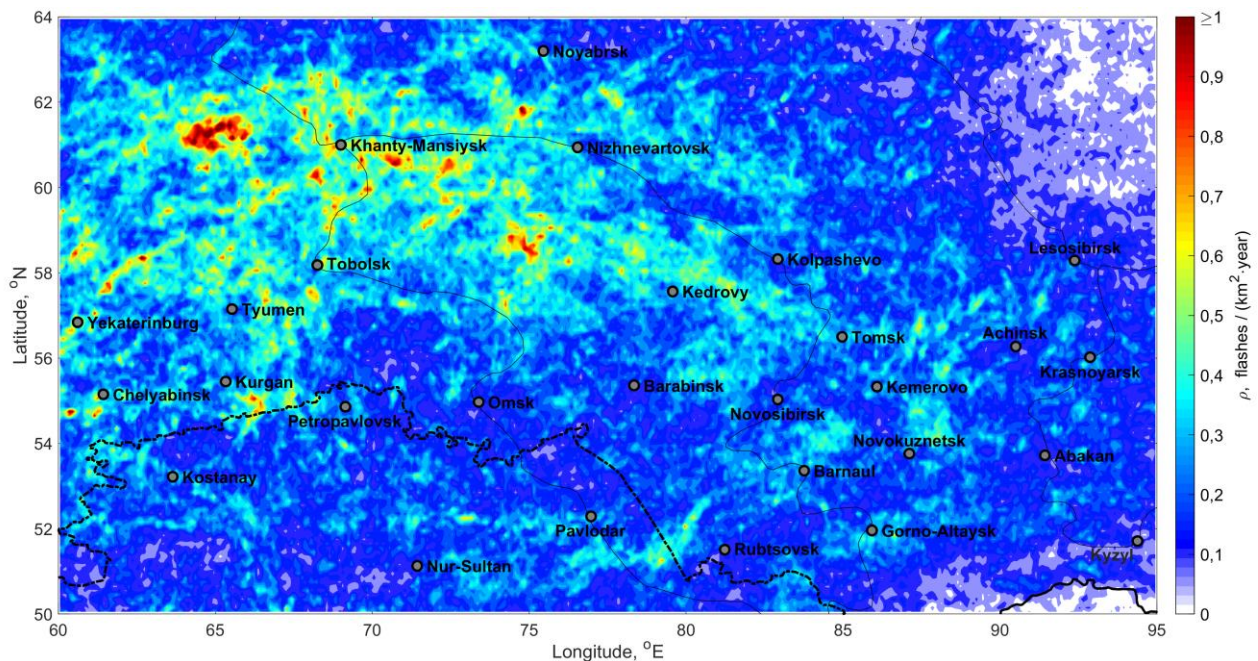 64
62
60
58
56
54
52
50
Latitude, °N
60
65
70
75
80
85
90
95
Longitude, °E
Noyabrsk
Khanty-Mansiysk
Nizhnevartovsk
Lesosibirsk
Tobolsk
Kolpashevo
Kedrovy
Tyumen
Yekaterinburg
Tomsk
Achinsk
Krasnoyarsk
Chelyabinsk
Kurgan
Barabinsk
Kemerovo
Petropavlovsk
Omsk
Novosibirsk
Novokuznetsk
Abakan
Kostanay
Barnaul
Pavlodar
Gorno-Altaysk
Rubtsovsk
Kyzyl
Nur-Sultan
≥1
0,9
0,8
0,7
0,6
0,5
0,4
0,3
0,2
0,1
0
ρ, flashes / (km²·year)